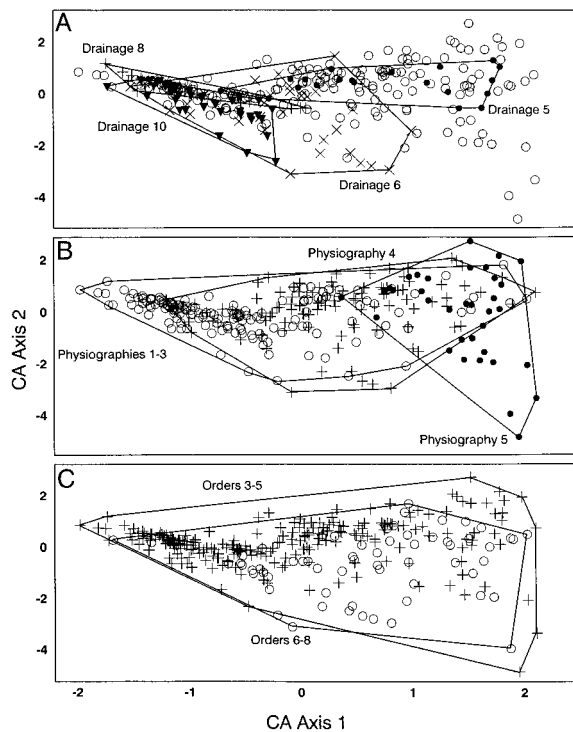 A
2
Drainage 8
0
Drainage 5
Drainage 10
-2
Drainage 6
-4
B
2
Physiography 4
0
Physiographies 1-3
-2
-4
Physiography 5
CA Axis 2
C
Orders 3-5
2
0
-2
Orders 6-8
-4
-2 -1 0 1 2
CA Axis 1